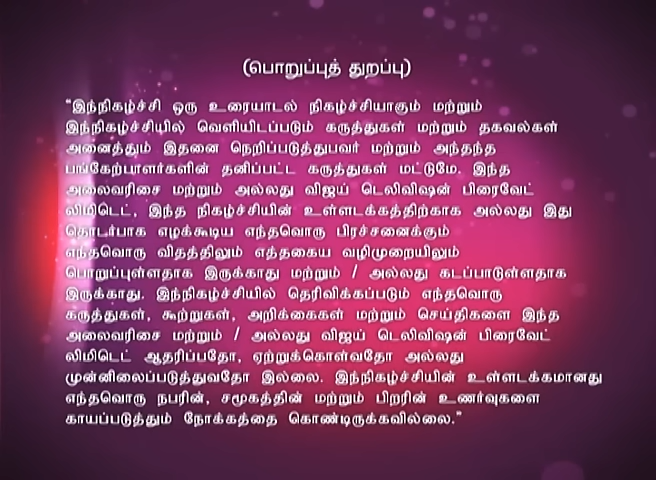 (பொறுப்புத் துறப்பு)
"இந்நிகழ்ச்சி ஒரு உரையாடல் நிகழ்ச்சியாகும் மற்றும்
இந்நிகழ்ச்சியில் வெளியிடப்படும் கருத்துகள் மற்றும் தகவல்கள்
அனைத்தும் இதனை நெறிப்படுத்துபவர் மற்றும் அந்தந்த
பங்கேற்பாளர்களின் தனிப்பட்ட கருத்துகள் மட்டுமே. இந்த
அலைவரிசை மற்றும் அல்லது விஜய் டெலிவிஷன் பிரைவேட்
லிமிடெட், இந்த நிகழ்ச்சியின் உள்ளடக்கத்திற்காக அல்லது இது
தொடர்பாக எழக்கூடிய எந்தவொரு பிரச்சனைக்கும்
எந்தவொரு விதத்திலும் எத்தகைய வழிமுறையிலும்
பொறுப்புள்ளதாக இருக்காது மற்றும் / அல்லது கடப்பாடுள்ளதாக
இருக்காது. இந்நிகழ்ச்சியில் தெரிவிக்கப்படும் எந்தவொரு
கருத்துகள், கூற்றுகள், அறிக்கைகள் மற்றும் செய்திகளை இந்த
அலைவரிசை மற்றும் / அல்லது விஜய் டெலிவிஷன் பிரைவேட்
லிமிடெட் ஆதரிப்பதோ, ஏற்றுக்கொள்வதோ அல்லது
முன்னிலைப்படுத்துவதோ இல்லை. இந்நிகழ்ச்சியின் உள்ளடக்கமானது
எந்தவொரு நபரின், சமூகத்தின் மற்றும் பிறரின் உணர்வுகளை
காயப்படுத்தும் நோக்கத்தை கொண்டிருக்கவில்லை."